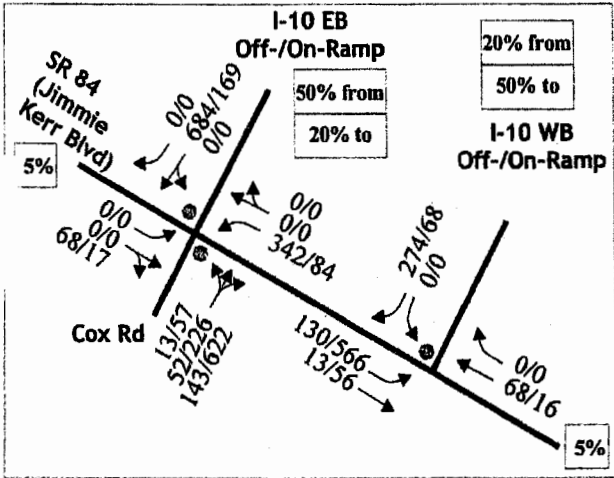 I-10 EB
Off-/On-Ramp
50% from
20% to
20% from
50% to
I-10 WB
Off-/On-Ramp
SR 84
(Jimmie
Kerr Blvd)
5%
0/0
684/169
0/0
0/0
0/0
342/84
0/0
0/0
68/17
Cox Rd
13/57
52/226
143/622
274/68
0/0
130/566
13/56
0/0
68/16
5%